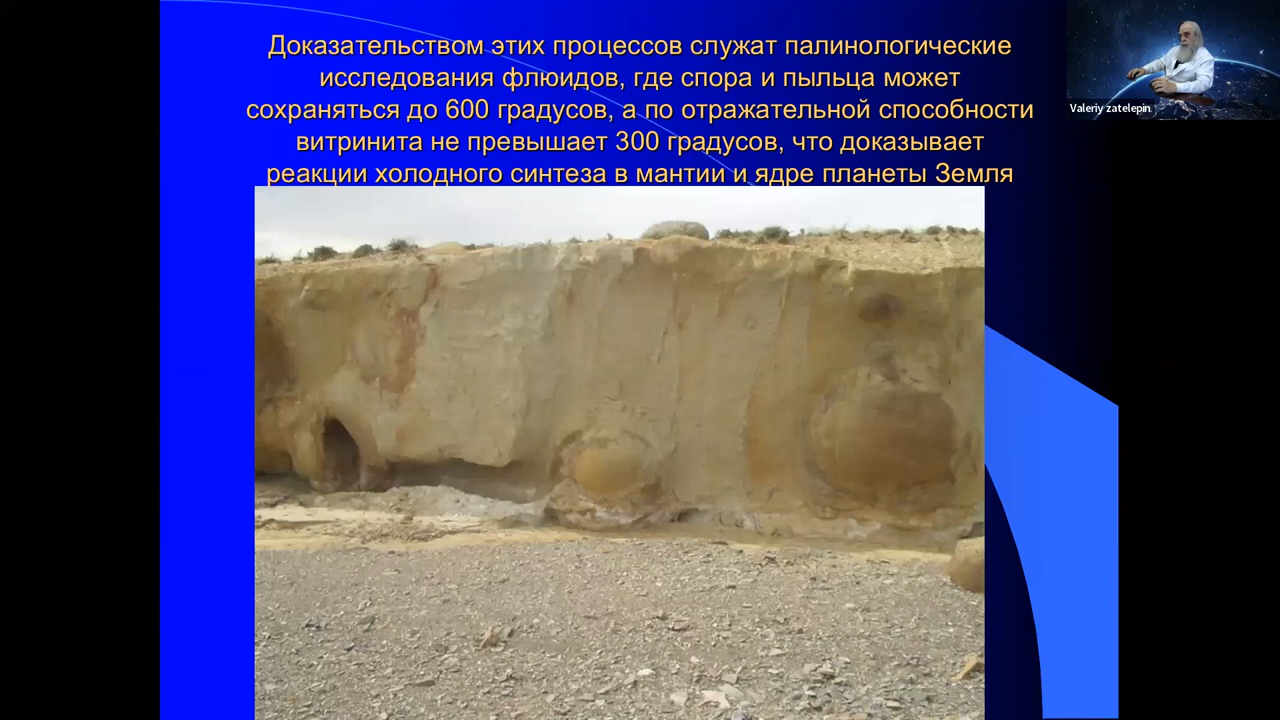 Доказательством этих процессов служат палинологические
исследования флюидов, где спора и пыльца может
сохраняться до 600 градусов, а по отражательной способности
витринита не превышает 300 градусов, что доказывает
реакции холодного синтеза в мантии и ядре планеты Земля
Valeriy zatelepin